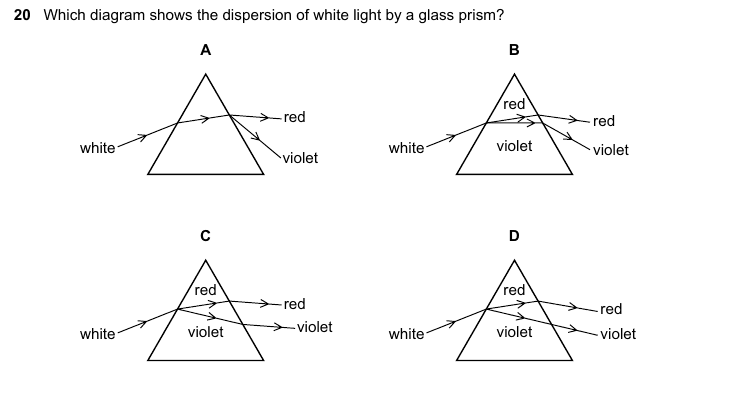 20 Which diagram shows the dispersion of white light by a glass prism?
A
white
red
violet
B
white
red
violet
red
violet
C
white
red
violet
red
violet
D
white
red
violet
red
violet